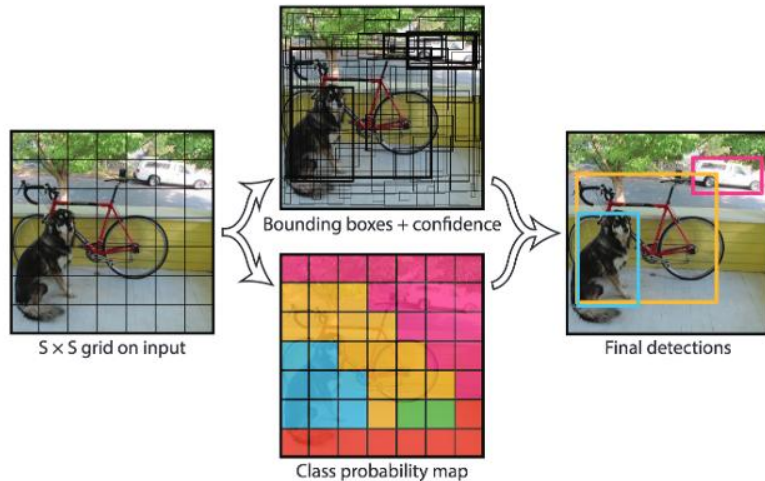 Bounding boxes + confidence
S × S grid on input
Final detections
Class probability map